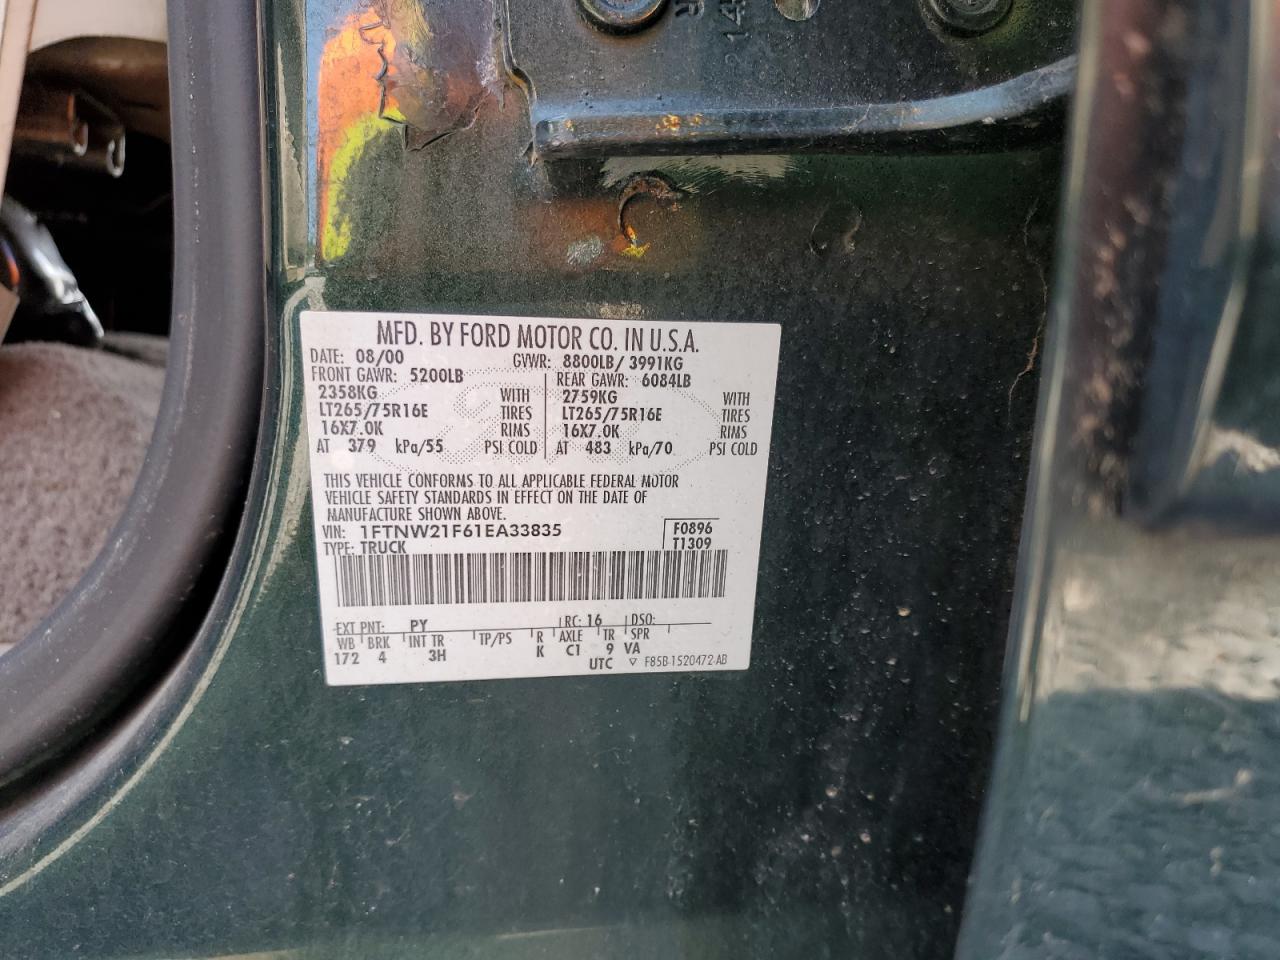 214
MFD. BY FORD MOTOR CO. IN U.S.A.
DATE: 08/00 GVWR: 8800LB/ 3991KG
FRONT GAWR: 5200LB REAR GAWR: 6084LB
2358KG WITH 2759KG WITH
LT265/75R16E TIRES LT265/75R16E TIRES
16X7.0K RIMS 16X7.0K RIMS
AT 379 kPa/55 PSI COLD AT 483 kPa/70 PSI COLD
THIS VEHICLE CONFORMS TO ALL APPLICABLE FEDERAL MOTOR
VEHICLE SAFETY STANDARDS IN EFFECT ON THE DATE OF
MANUFACTURE SHOWN ABOVE.
VIN: 1FTNW21F61EA33835 F0896
TYPE: TRUCK T1309
EXT PNT: PY RC: 16 DSO:
WB BRK INT TR TP/PS R AXLE TR SPR
172 4 3H K C1 9 VA
UTC ▽ F85B-1520472-AB